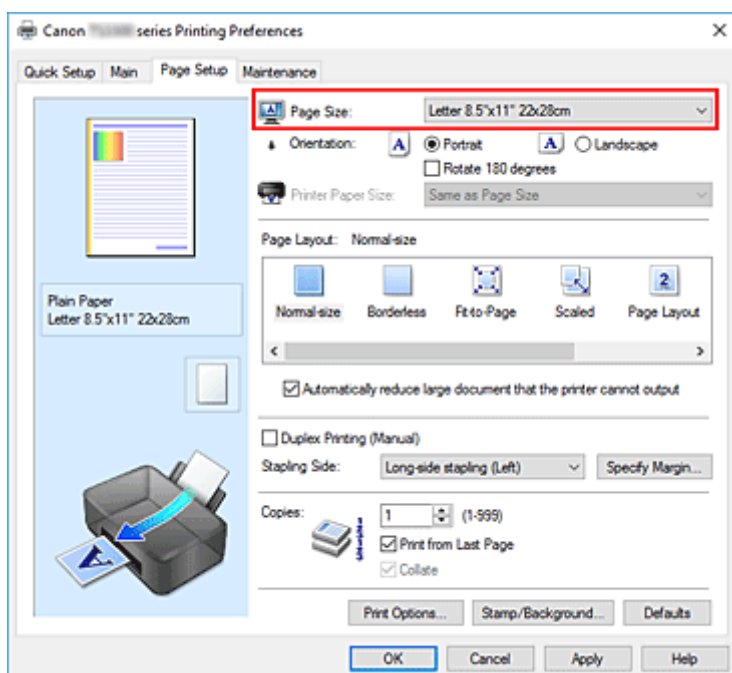 Canon series Printing Preferences
Quick Setup Main Page Setup Maintenance
Page Size: Letter 8.5"x11" 22x28cm
Orientation: A Portrait A Landscape
Rotate 180 degrees
Printer Paper Size: Same as Page Size
Page Layout: Normal-size
2
Normal-size Borderless Fit-to-Page Scaled Page Layout
Plain Paper
Letter 8.5"x11" 22x28cm
Automatically reduce large document that the printer cannot output
Duplex Printing (Manual)
Stapling Side: Long-side stapling (Left) Specify Margin...
Copies: 1 (1-999)
Print from Last Page
Collate
A
Print Options... Stamp/Background... Defaults
OK Cancel Apply Help